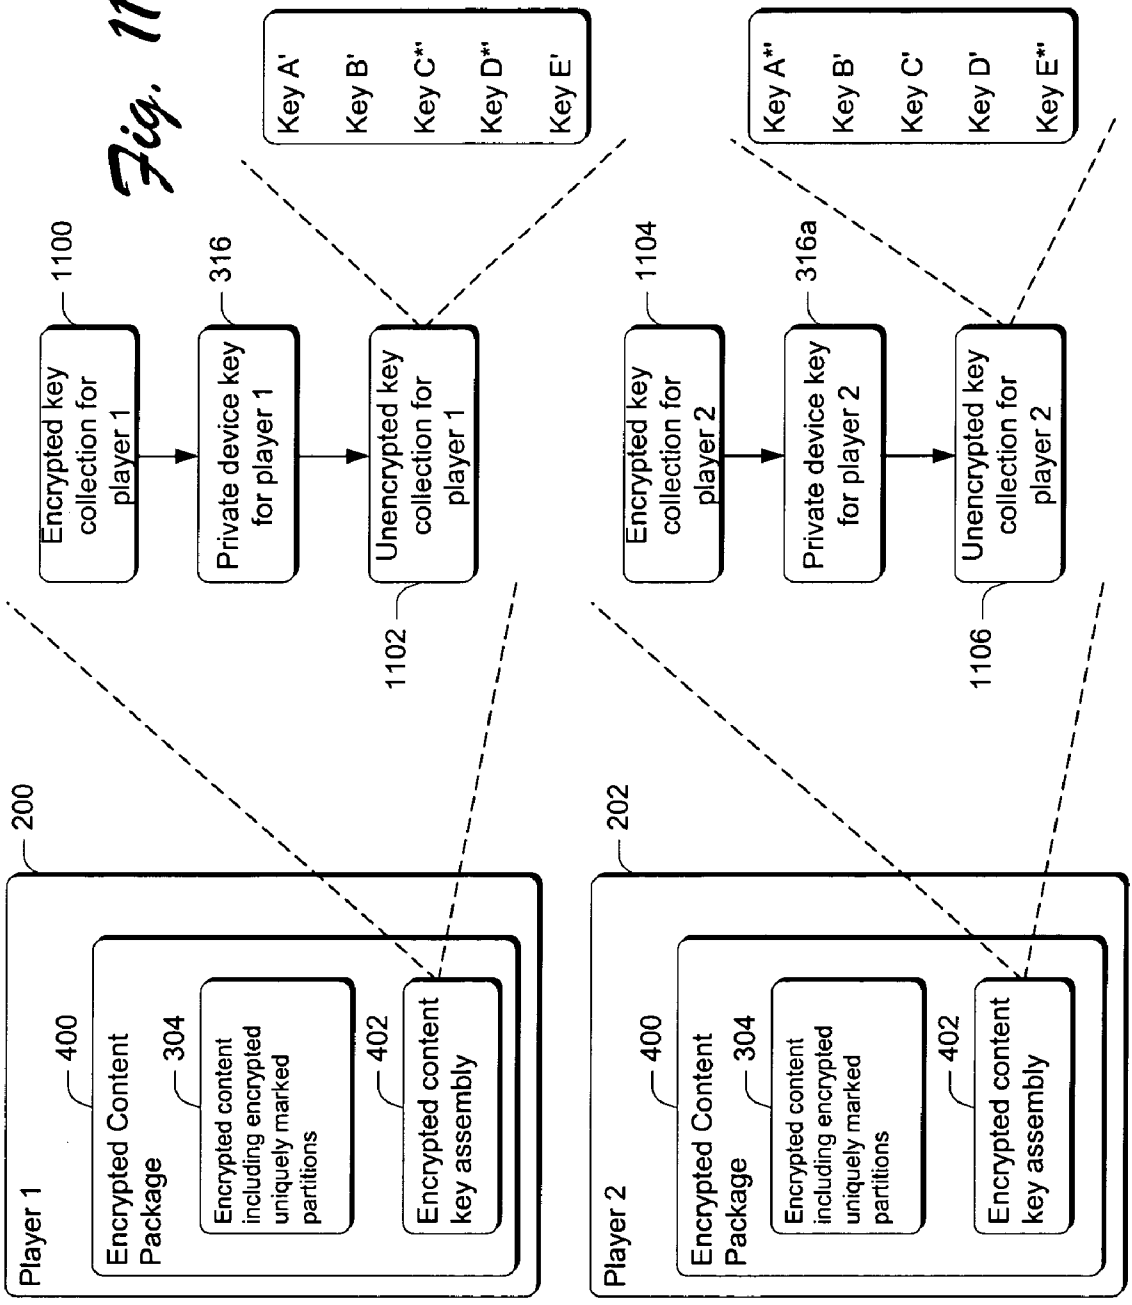 Fig. 11
Player 1
200
Encrypted Content
Package
400
Encrypted content
including encrypted
uniquely marked
partitions
304
Encrypted content
key assembly
402
Encrypted key
collection for
player 1
1100
Private device key
for player 1
316
Unencrypted key
collection for
player 1
1102
Key A'
Key B'
Key C*'
Key D*'
Key E'
Player 2
202
Encrypted Content
Package
400
Encrypted content
including encrypted
uniquely marked
partitions
304
Encrypted content
key assembly
402
Encrypted key
collection for
player 2
1104
Private device key
for player 2
316a
Unencrypted key
collection for
player 2
1106
Key A*'
Key B'
Key C'
Key D'
Key E*'